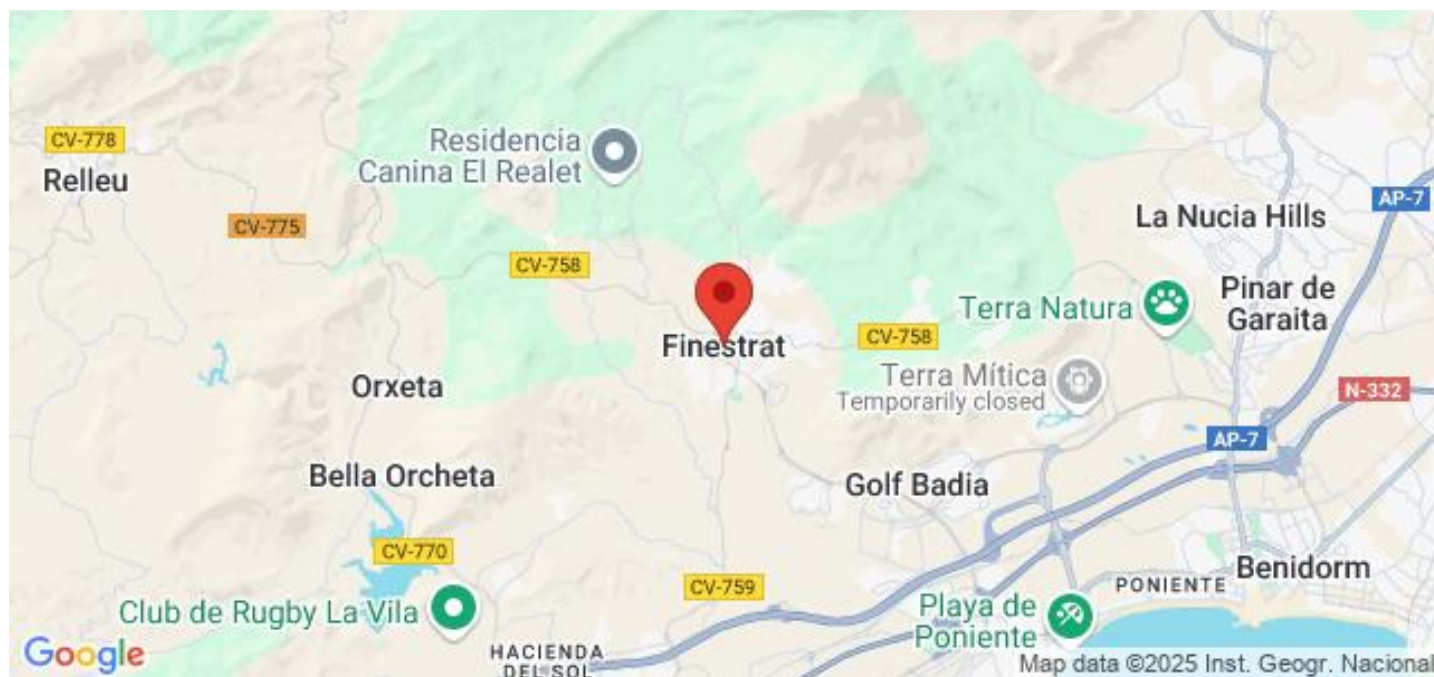 CV-778
Relleu
CV-775
Residencia
Canina El Realet
CV-758
AP-7
La Nucia Hills
Terra Natura
Pinar de
Garaita
Finestrat
CV-758
Terra Mítica
Temporarily closed
N-332
Orxeta
AP-7
Bella Orcheta
Golf Badia
CV-770
CV-759
Benidorm
PONIENTE
Club de Rugby La Vila
Playa de
Poniente
HACIENDA
DEL SOL
Google
Map data ©2025 Inst. Geogr. Nacional